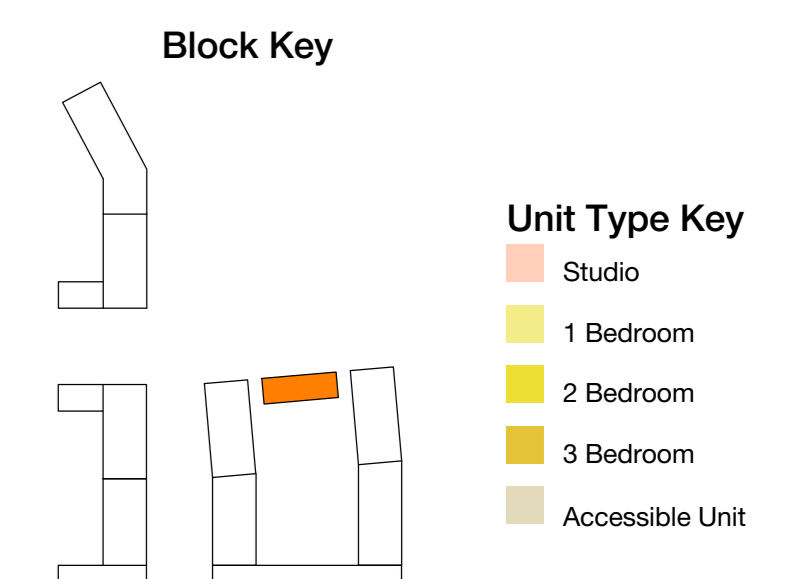 Block Key
Unit Type Key
Studio
1 Bedroom
2 Bedroom
3 Bedroom
Accessible Unit